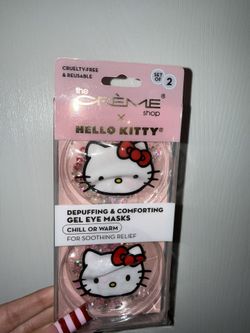 CRUELTY-FREE
& REUSABLE
SET OF 2
the
CRÈME®
shop
x
HELLO KITTY®
DEPUFFING & COMFORTING
GEL EYE MASKS
CHILL OR WARM
FOR SOOTHING RELIEF